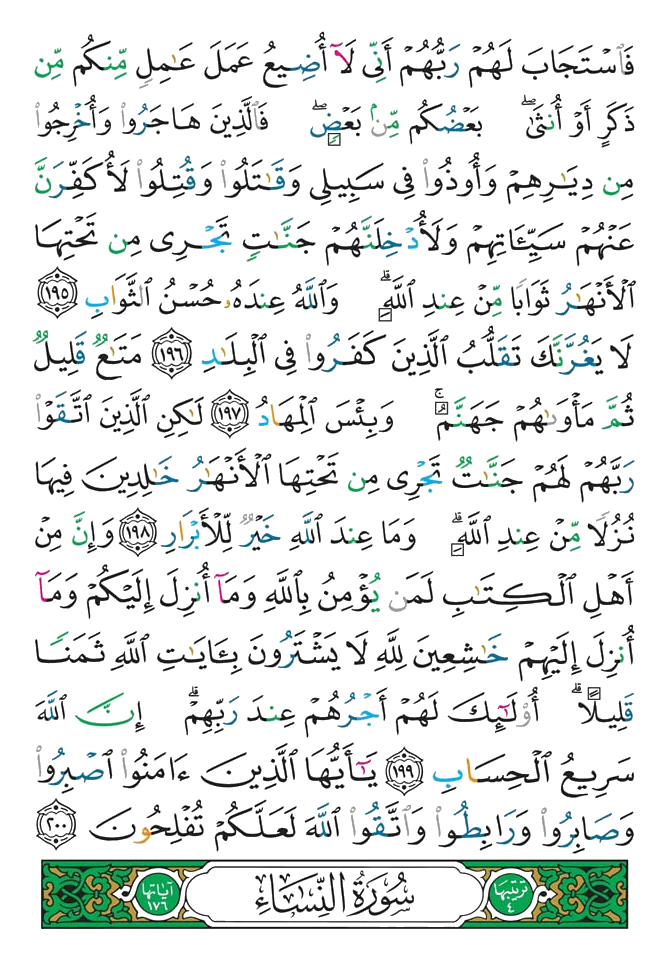 فَٱسْتَجَابَ لَهُمْ رَبُّهُمْ أَنِّى لَآ أُضِيعُ عَمَلَ عَـٰمِلٍ مِّنكُم مِّن
ذَكَرٍ أَوْ أُنثَىٰ ۖ بَعْضُكُم مِّنۢ بَعْضٍ ۖ فَٱلَّذِينَ هَاجَرُوا۟ وَأُخْرِجُوا۟
مِن دِيَـٰرِهِمْ وَأُوذُوا۟ فِى سَبِيلِى وَقَـٰتَلُوا۟ وَقُتِلُوا۟ لَأُكَفِّرَنَّ
عَنْهُمْ سَيِّـَٔاتِهِمْ وَلَأُدْخِلَنَّهُمْ جَنَّـٰتٍ تَجْرِى مِن تَحْتِهَا
ٱلْأَنْهَـٰرُ ثَوَابًا مِّنْ عِندِ ٱللَّهِ ۗ وَٱللَّهُ عِندَهُۥ حُسْنُ ٱلثَّوَابِ ١٩٥
لَا يَغُرَّنَّكَ تَقَلُّبُ ٱلَّذِينَ كَفَرُوا۟ فِى ٱلْبِلَـٰدِ ١٩٦ مَتَـٰعٌ قَلِيلٌ
ثُمَّ مَأْوَىٰهُمْ جَهَنَّمُ ۚ وَبِئْسَ ٱلْمِهَادُ ١٩٧ لَـٰكِنِ ٱلَّذِينَ ٱتَّقَوْا۟
رَبَّهُمْ لَهُمْ جَنَّـٰتٌ تَجْرِى مِن تَحْتِهَا ٱلْأَنْهَـٰرُ خَـٰلِدِينَ فِيهَا
نُزُلًا مِّنْ عِندِ ٱللَّهِ ۗ وَمَا عِندَ ٱللَّهِ خَيْرٌ لِّلْأَبْرَارِ ١٩٨ وَإِنَّ مِنْ
أَهْلِ ٱلْكِتَـٰبِ لَمَن يُؤْمِنُ بِٱللَّهِ وَمَآ أُنزِلَ إِلَيْكُمْ وَمَآ
أُنزِلَ إِلَيْهِمْ خَـٰشِعِينَ لِلَّهِ لَا يَشْتَرُونَ بِـَٔايَـٰتِ ٱللَّهِ ثَمَنًا
قَلِيلًا ۗ أُو۟لَـٰٓئِكَ لَهُمْ أَجْرُهُمْ عِندَ رَبِّهِمْ ۗ إِنَّ ٱللَّهَ
سَرِيعُ ٱلْحِسَابِ ١٩٩ يَـٰٓأَيُّهَا ٱلَّذِينَ ءَامَنُوا۟ ٱصْبِرُوا۟
وَصَابِرُوا۟ وَرَابِطُوا۟ وَٱتَّقُوا۟ ٱللَّهَ لَعَلَّكُمْ تُفْلِحُونَ ٢٠٠
ترتيبها ٤ سُورَةُ النِّسَاءِ آياتها ١٧٦